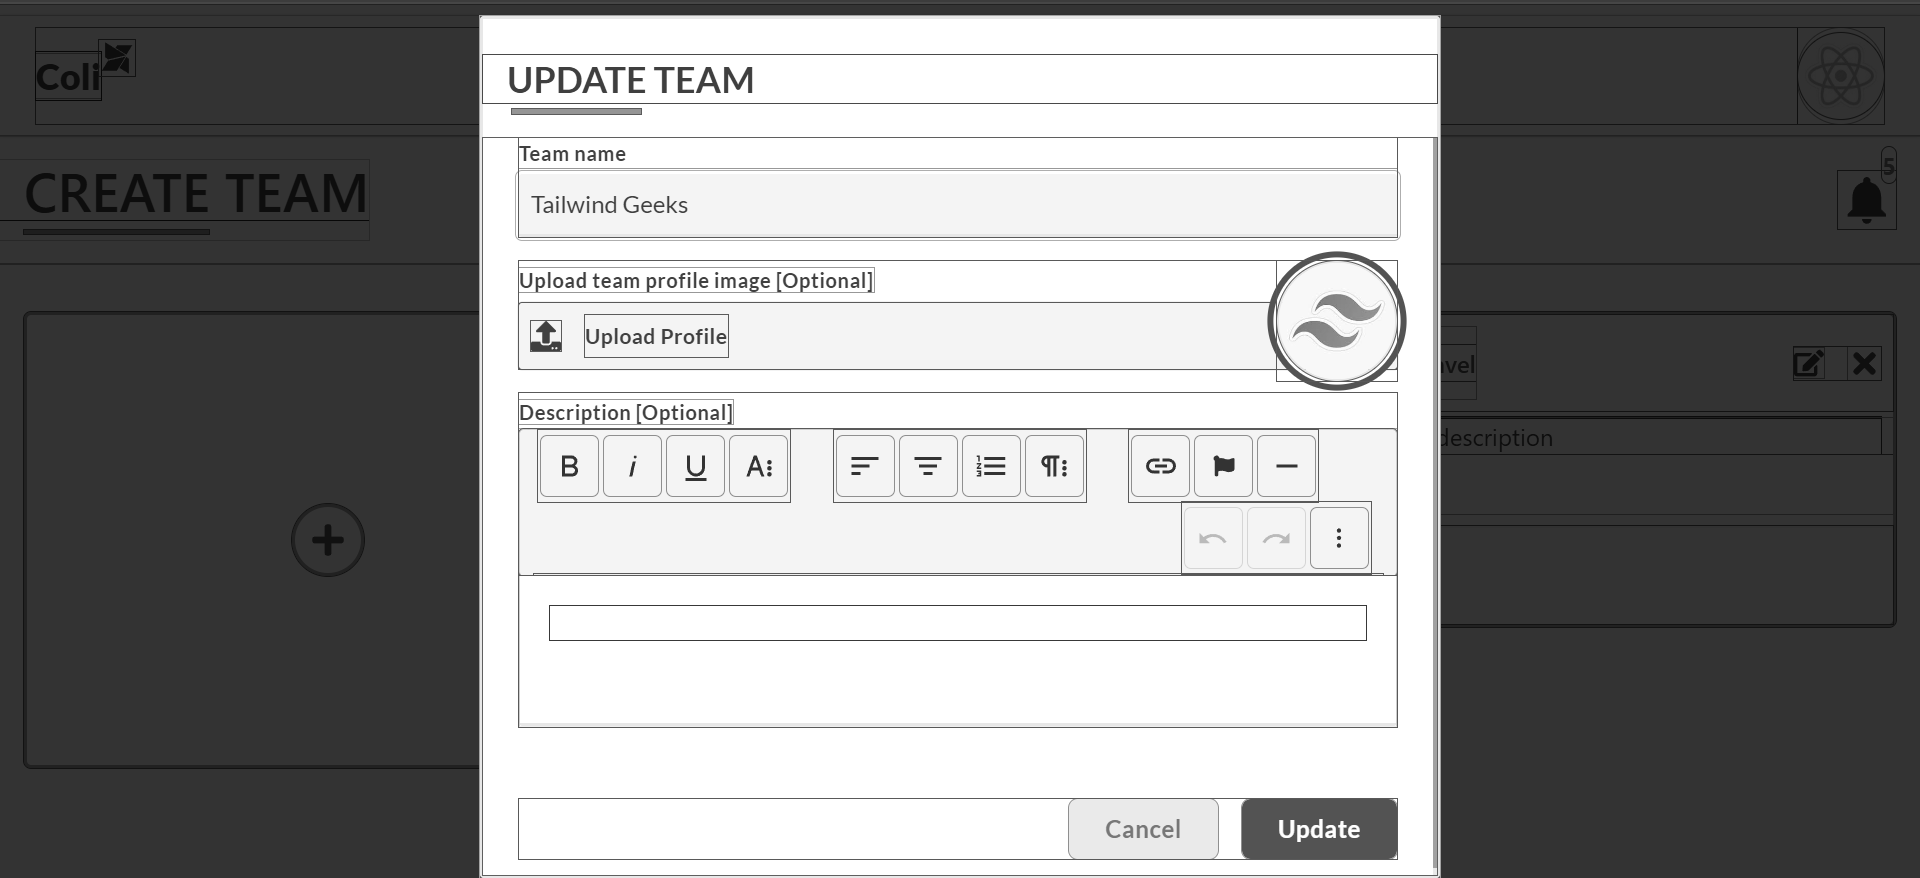 Coli
CREATE TEAM
5
UPDATE TEAM
Team name
Tailwind Geeks
Upload team profile image [Optional]
Upload Profile
Description [Optional]
B i U A
Cancel
Update
description